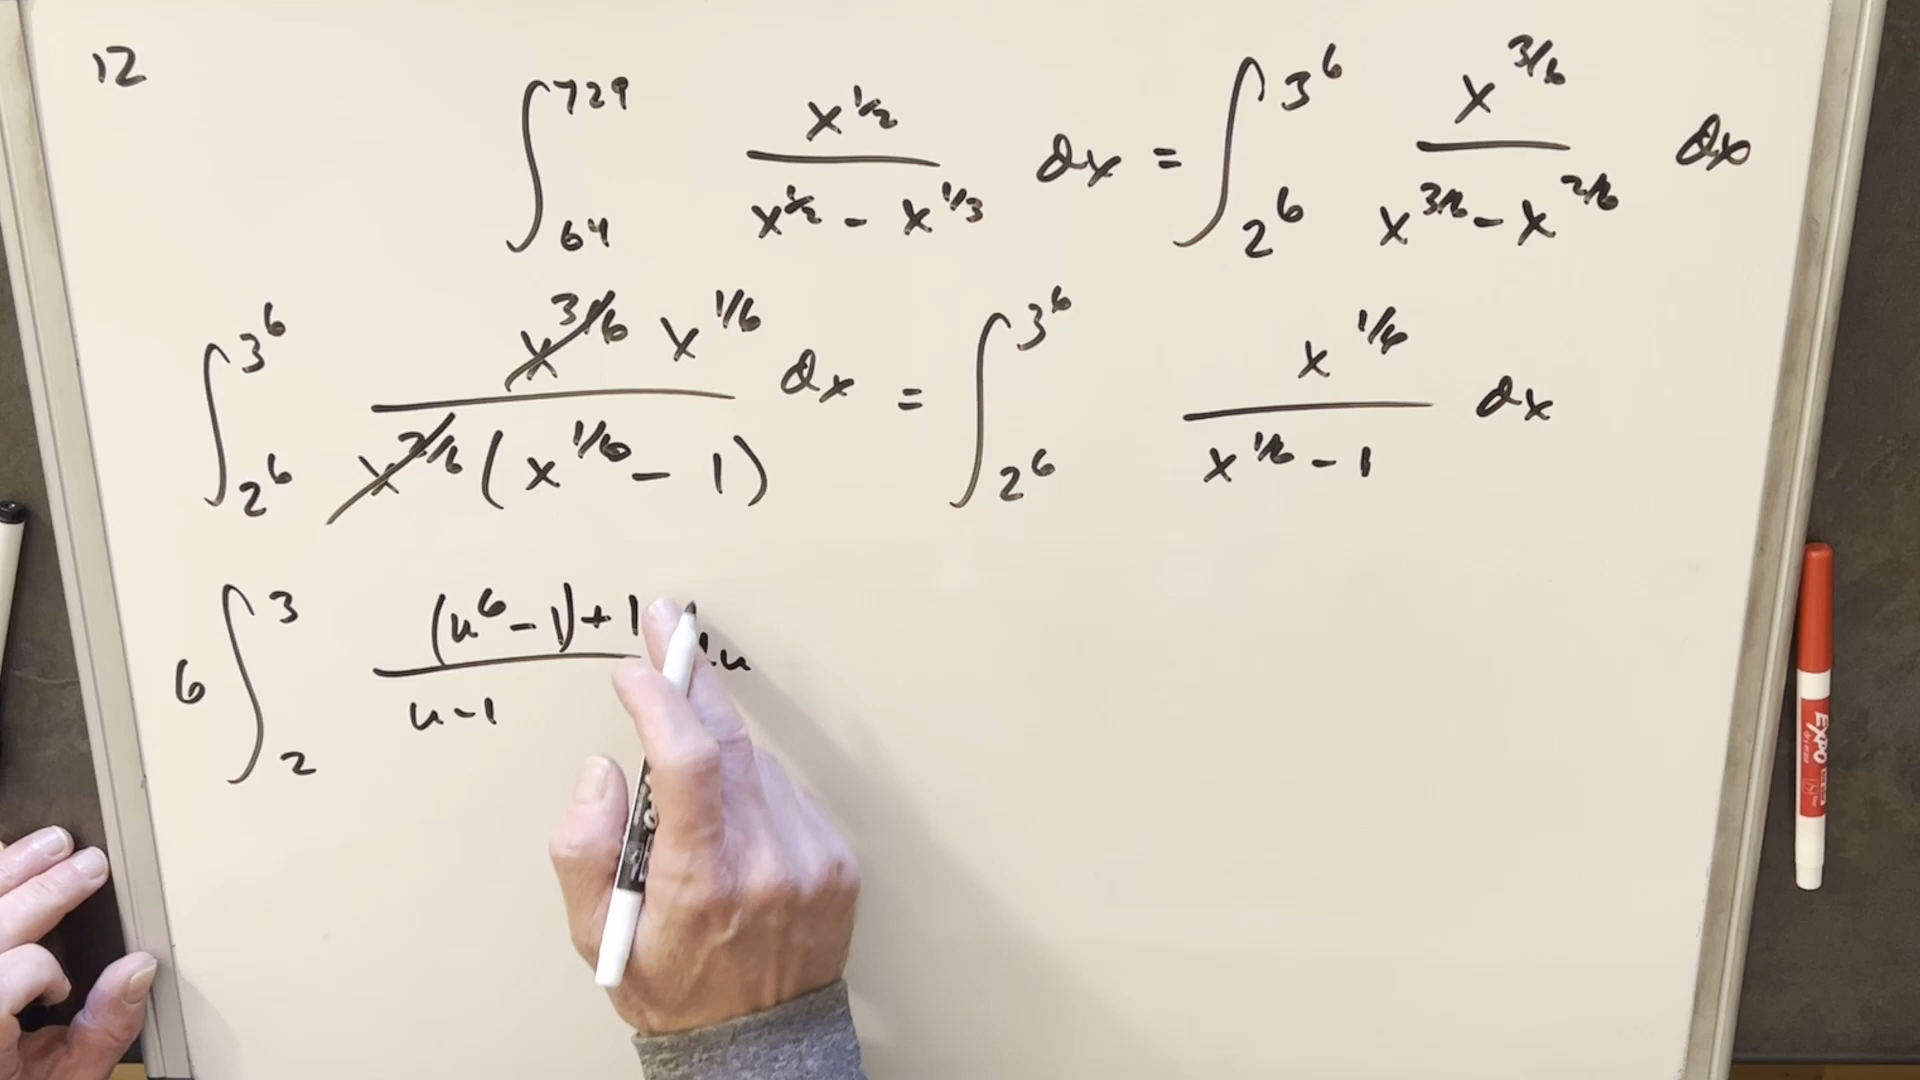 12
∫_{64}^{729} x^{1/2} / (x^{1/2} - x^{1/3}) dx = ∫_{2^6}^{3^6} x^{3/6} / (x^{3/6} - x^{2/6}) dx
∫_{2^6}^{3^6} x^{3/6} x^{1/6} / (x^{2/6} (x^{1/6} - 1)) dx = ∫_{2^6}^{3^6} x^{1/6} / (x^{1/6} - 1) dx
6 ∫_{2}^{3} ((u^6 - 1) + 1) / (u - 1) du
EXPO